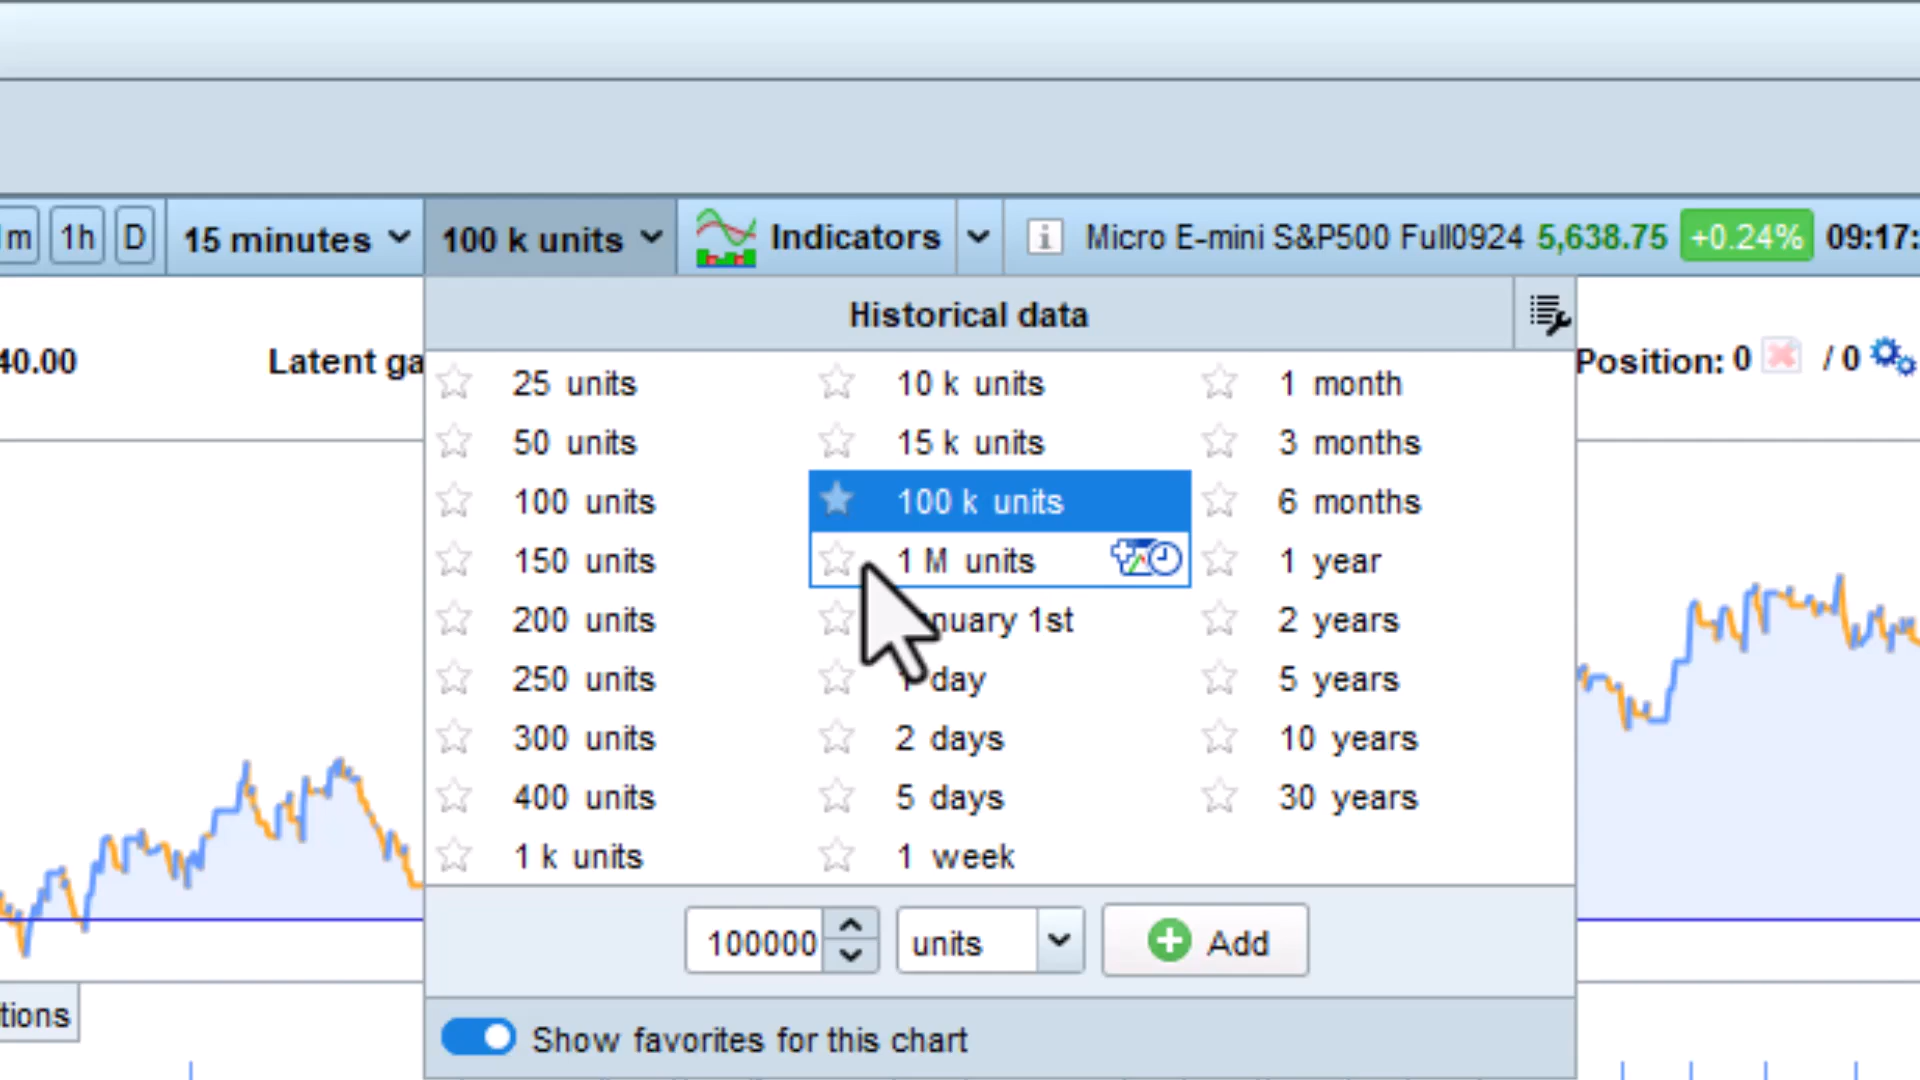 m 1h D 15 minutes 100 k units Indicators Micro E-mini S&P500 Full0924 5,638.75 +0.24% 09:17:
Historical data
40.00 Latent ga
Position: 0 / 0
25 units 10 k units 1 month
50 units 15 k units 3 months
100 units 100 k units 6 months
150 units 1 M units 1 year
200 units nuary 1st 2 years
250 units day 5 years
300 units 2 days 10 years
400 units 5 days 30 years
1 k units 1 week
100000 units Add
tions
Show favorites for this chart